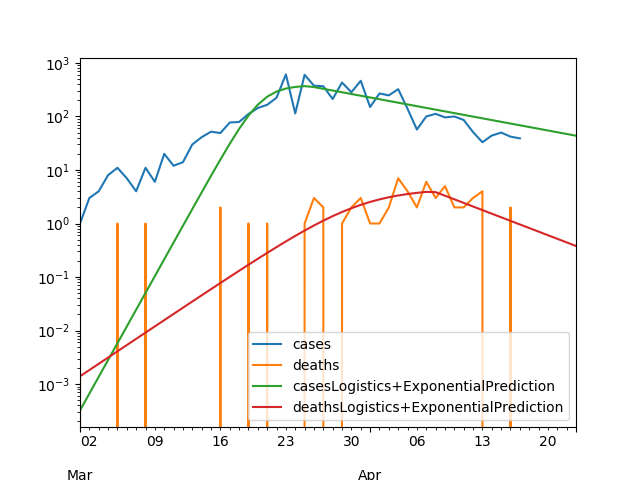 10³
10²
10¹
10⁰
10⁻¹
10⁻²
10⁻³
cases
deaths
casesLogistics+ExponentialPrediction
deathsLogistics+ExponentialPrediction
02 09 16 23 30 06 13 20
Mar Apr